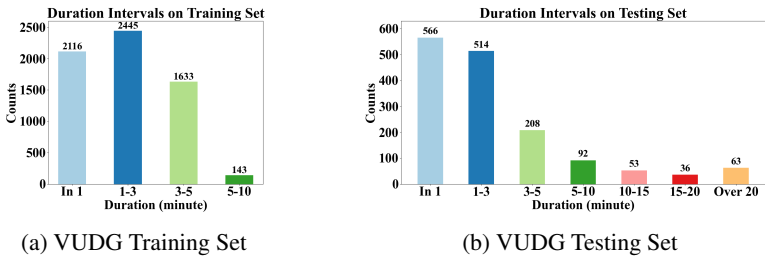 Duration Intervals on Training Set
2500
2000
1500
1000
500
0
Counts
2116
2445
1633
143
In 1
1-3
3-5
5-10
Duration (minute)
(a) VUDG Training Set
Duration Intervals on Testing Set
600
500
400
300
200
100
0
Counts
566
514
208
92
53
36
63
In 1
1-3
3-5
5-10
10-15
15-20
Over 20
Duration (minute)
(b) VUDG Testing Set